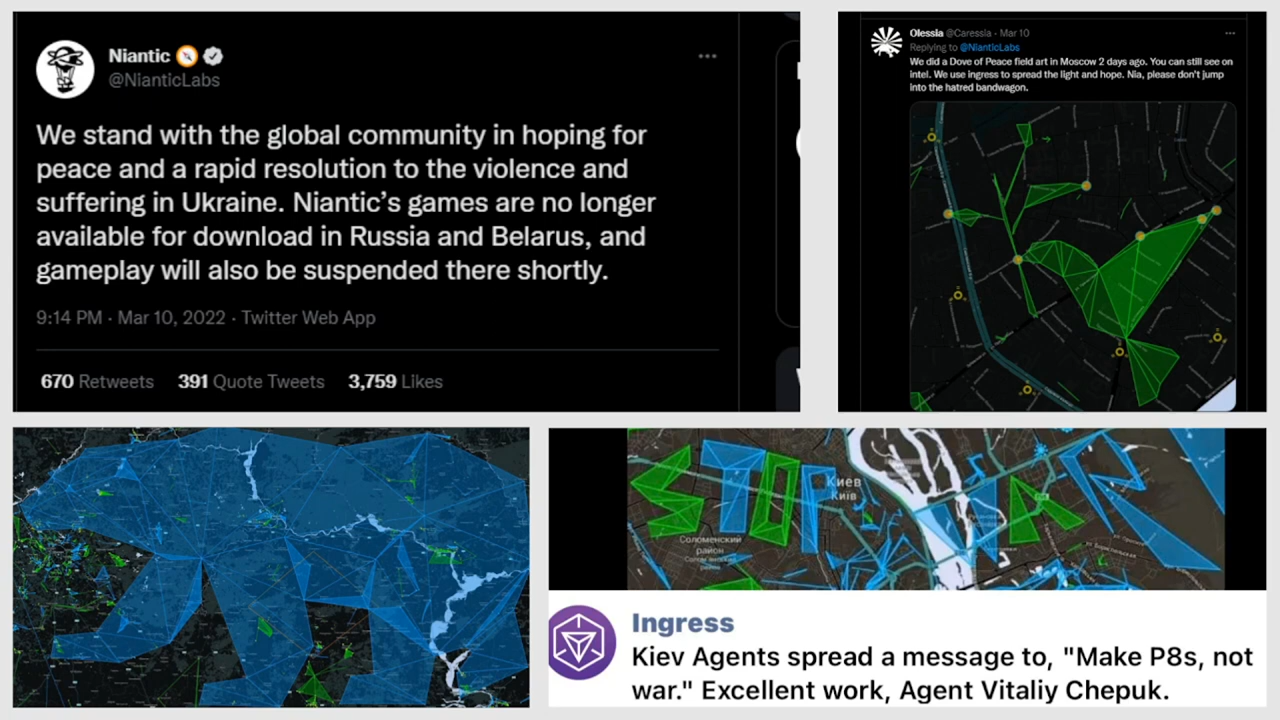 Niantic
@NianticLabs
We stand with the global community in hoping for
peace and a rapid resolution to the violence and
suffering in Ukraine. Niantic’s games are no longer
available for download in Russia and Belarus, and
gameplay will also be suspended there shortly.
9:14 PM · Mar 10, 2022 · Twitter Web App
670 Retweets 391 Quote Tweets 3,759 Likes
Olessia @Caressia · Mar 10
Replying to @NianticLabs
We did a Dove of Peace field art in Moscow 2 days ago. You can still see on
intel. We use ingress to spread the light and hope. Nia, please don't jump
into the hatred bandwagon.
STOP WAR
Киев
Київ
Соломенский
район
Ingress
Kiev Agents spread a message to, "Make P8s, not
war." Excellent work, Agent Vitaliy Chepuk.